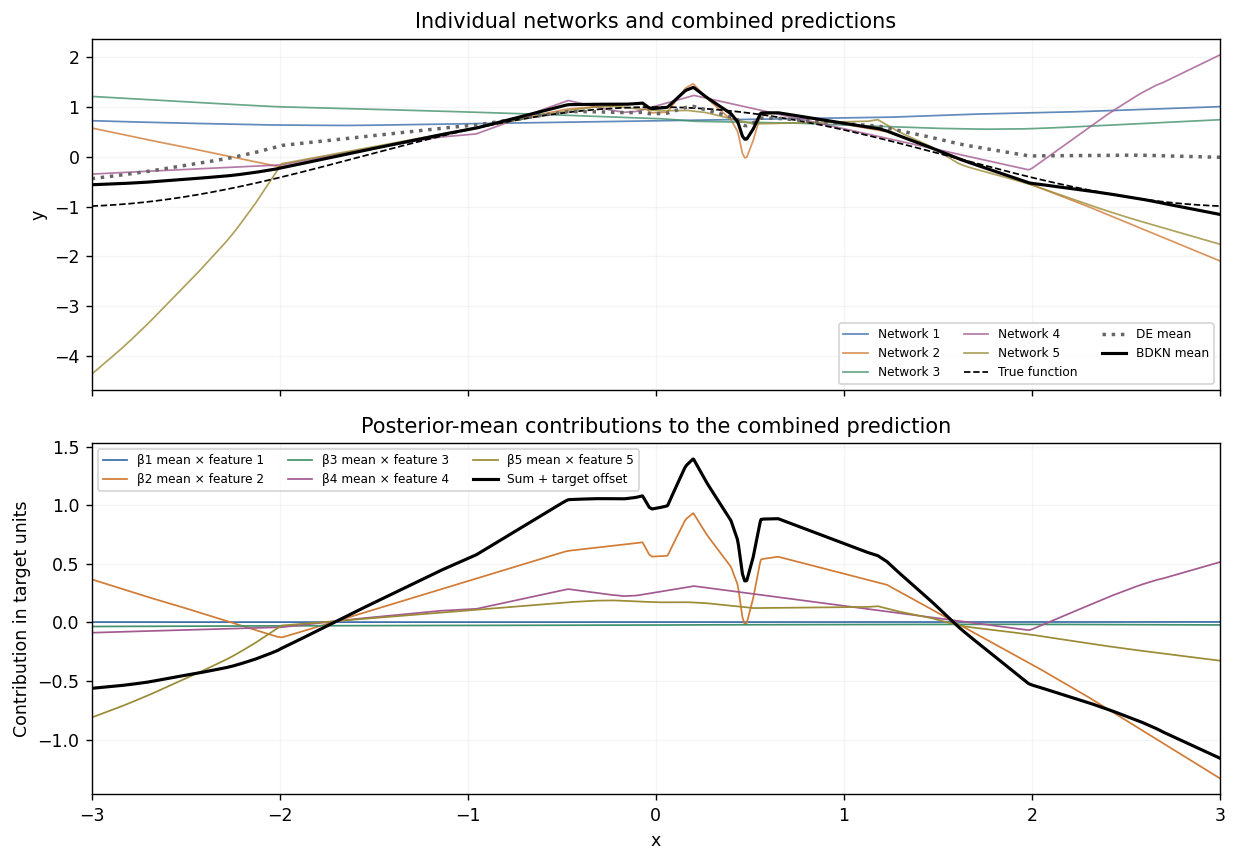 Individual networks and combined predictions
2
1
0
−1
−2
−3
−4
y
Network 1
Network 2
Network 3
Network 4
Network 5
True function
DE mean
BDKN mean
Posterior-mean contributions to the combined prediction
1.5
1.0
0.5
0.0
−0.5
−1.0
Contribution in target units
β1 mean × feature 1
β2 mean × feature 2
β3 mean × feature 3
β4 mean × feature 4
β5 mean × feature 5
Sum + target offset
−3
−2
−1
0
1
2
3
x